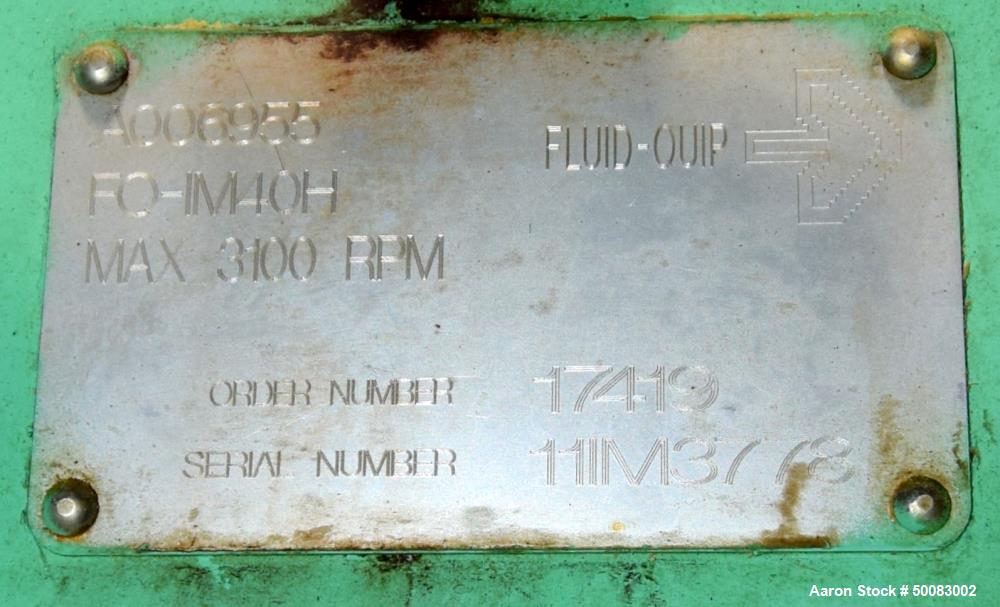 A006955
FLUID-QUIP
FQ-IM40H
MAX 3100 RPM
ORDER NUMBER 17419
SERIAL NUMBER 11IM3778
Aaron Stock # 50083002